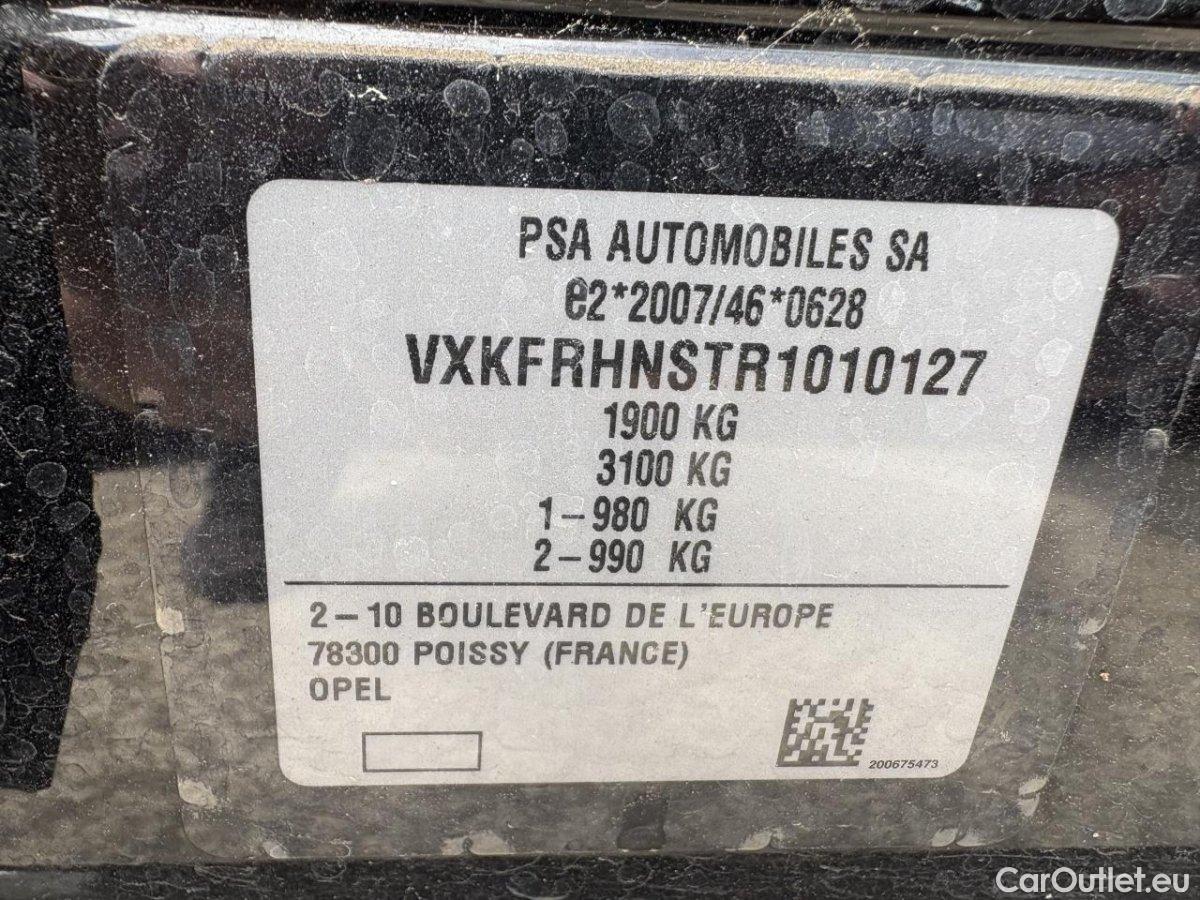 PSA AUTOMOBILES SA
e2*2007/46*0628
VXKFRHNSTR1010127
1900 KG
3100 KG
1-980 KG
2-990 KG
2-10 BOULEVARD DE L'EUROPE
78300 POISSY (FRANCE)
OPEL
200675473
CarOutlet.eu